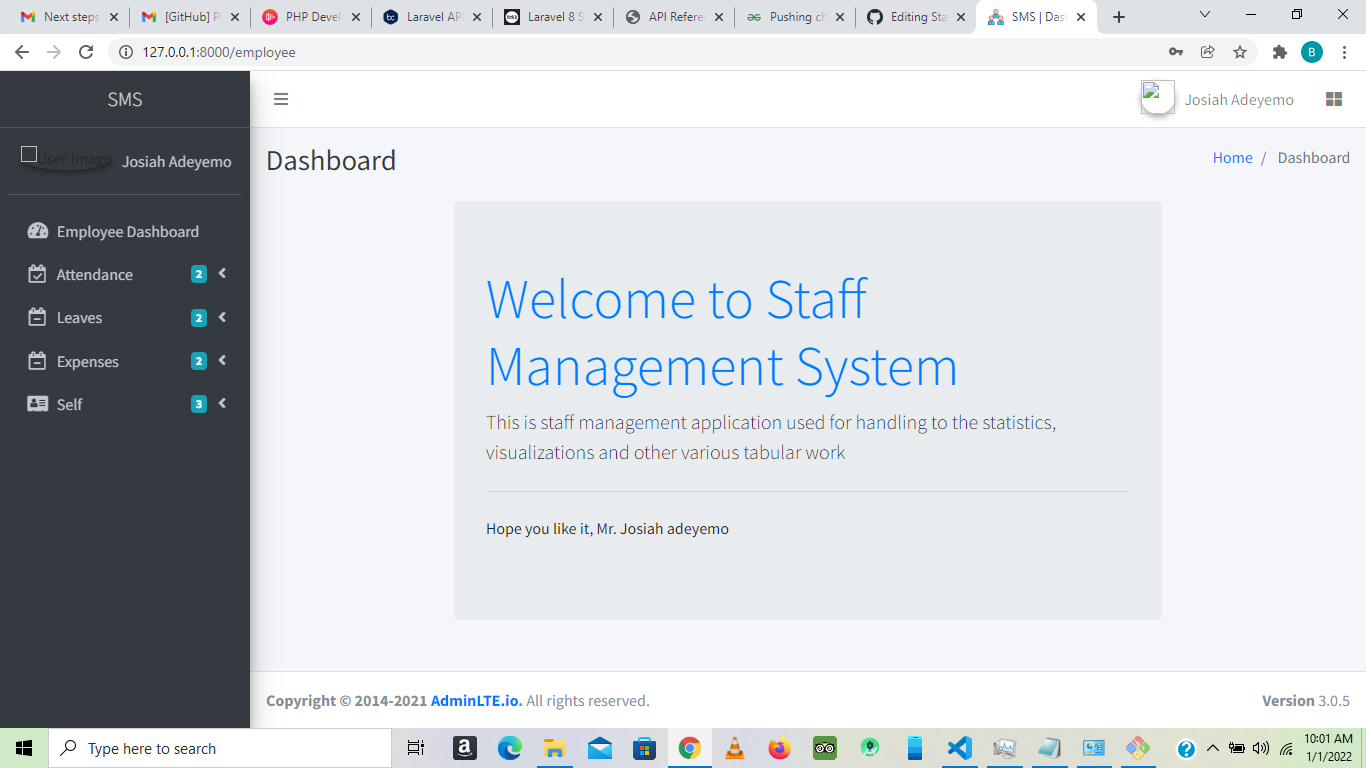 Next steps
[GitHub] Pl
PHP Devel
Laravel API
Laravel 8 S
API Refere
Pushing ch
Editing Sta
SMS | Das
127.0.0.1:8000/employee
B
SMS
Josiah Adeyemo
User Image
Josiah Adeyemo
Dashboard
Home / Dashboard
Employee Dashboard
Attendance 2
Leaves 2
Expenses 2
Self 3
Welcome to Staff
Management System
This is staff management application used for handling to the statistics,
visualizations and other various tabular work
Hope you like it, Mr. Josiah adeyemo
Copyright © 2014-2021 AdminLTE.io. All rights reserved.
Version 3.0.5
Type here to search
10:01 AM
1/1/2022